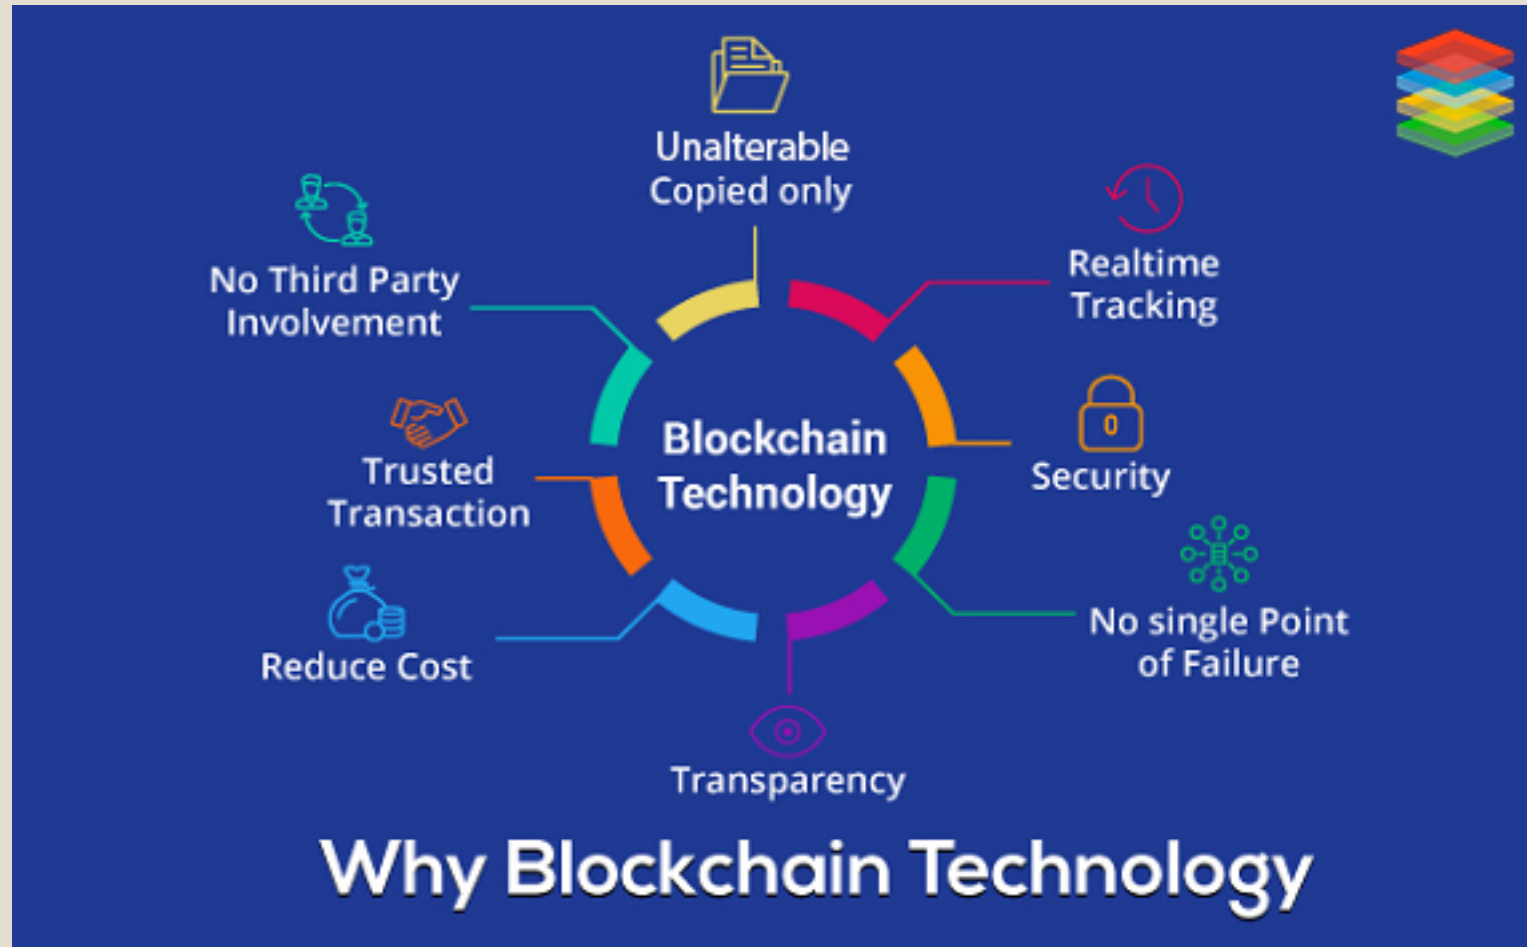 Unalterable
Copied only
No Third Party
Involvement
Realtime
Tracking
Blockchain
Technology
Trusted
Transaction
Security
Reduce Cost
No single Point
of Failure
Transparency
Why Blockchain Technology